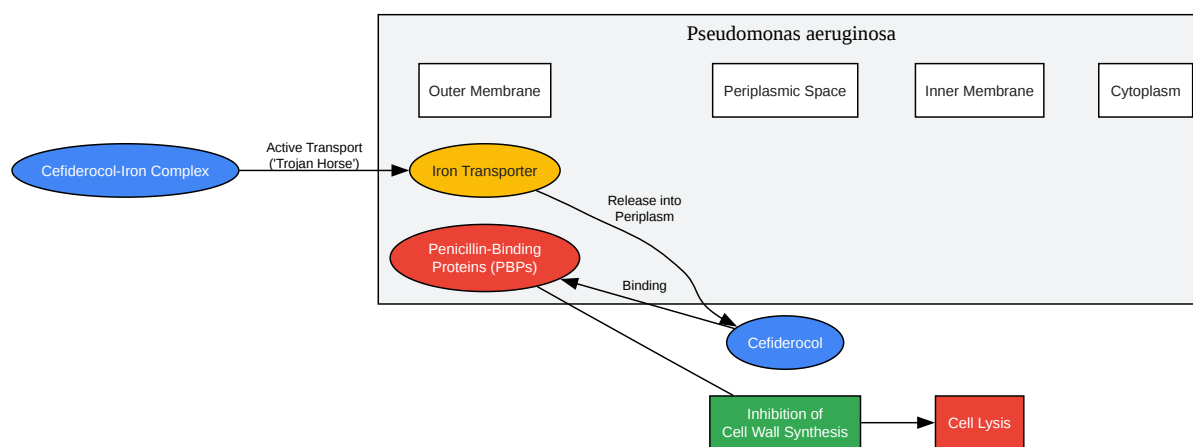 Pseudomonas aeruginosa
Outer Membrane
Periplasmic Space
Inner Membrane
Cytoplasm
Cefiderocol-Iron Complex
Active Transport
('Trojan Horse')
Iron Transporter
Release into
Periplasm
Penicillin-Binding
Proteins (PBPs)
Binding
Cefiderocol
Inhibition of
Cell Wall Synthesis
Cell Lysis